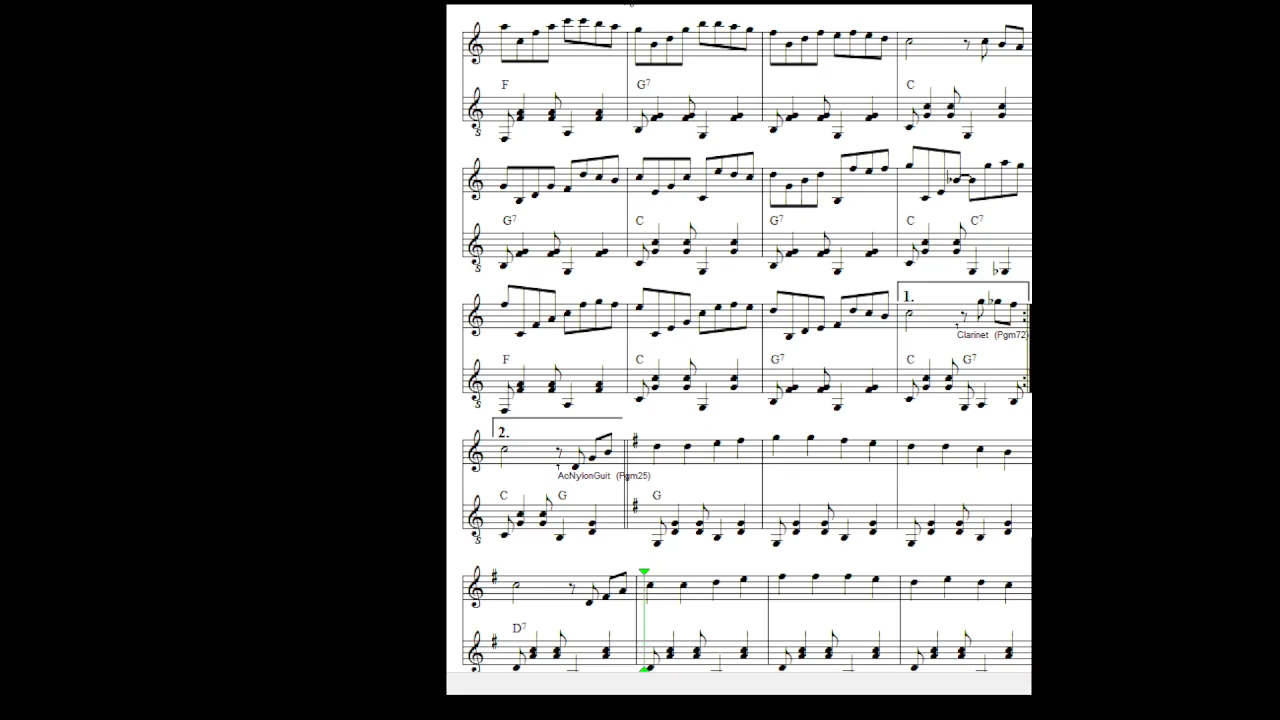 F G7 C
G7 C G7 C C7
1.
Clarinet (Pgm72)
F C G7 C G7
2.
AcNylonGuit (Pgm25)
C G G
D7